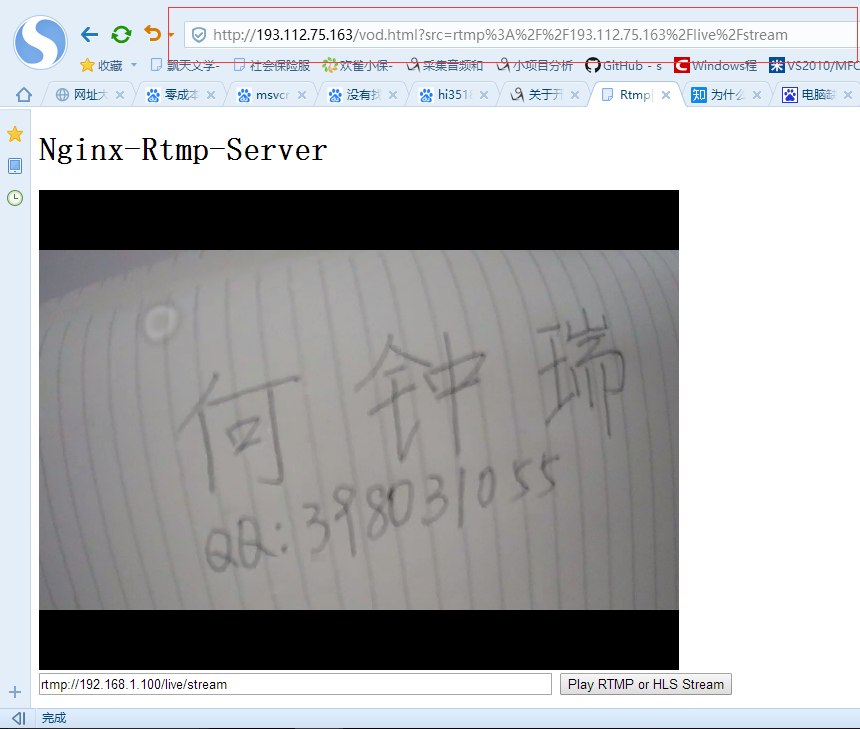 http://193.112.75.163/vod.html?src=rtmp%3A%2F%2F193.112.75.163%2Flive%2Fstream
收藏 飘天文学- 社会保险服 欢雀小保- 采集音频和 小项目分析 GitHub - s Windows程 VS2010/MFC
网址大 零成本 msvcr 没有找 hi3518 关于开 Rtmp 为什么 电脑缺
Nginx-Rtmp-Server
何钟瑞
QQ:398031055
rtmp://192.168.1.100/live/stream Play RTMP or HLS Stream
完成